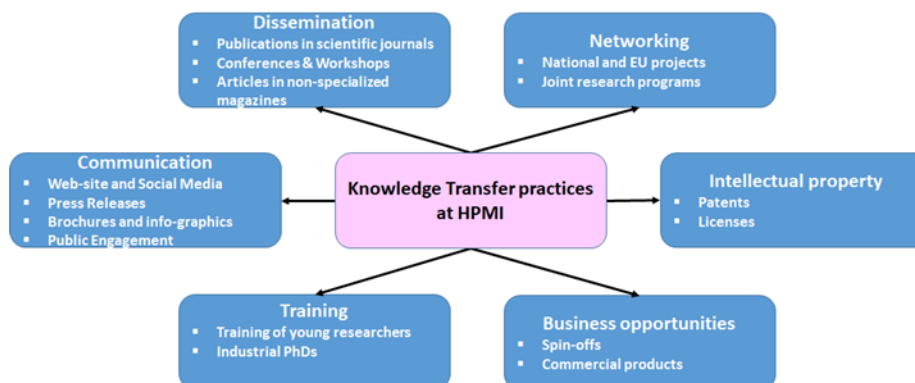 Dissemination
▪ Publications in scientific journals
▪ Conferences & Workshops
▪ Articles in non-specialized
magazines
Networking
▪ National and EU projects
▪ Joint research programs
Communication
▪ Web-site and Social Media
▪ Press Releases
▪ Brochures and info-graphics
▪ Public Engagement
Knowledge Transfer practices
at HPMI
Intellectual property
▪ Patents
▪ Licenses
Training
▪ Training of young researchers
▪ Industrial PhDs
Business opportunities
▪ Spin-offs
▪ Commercial products